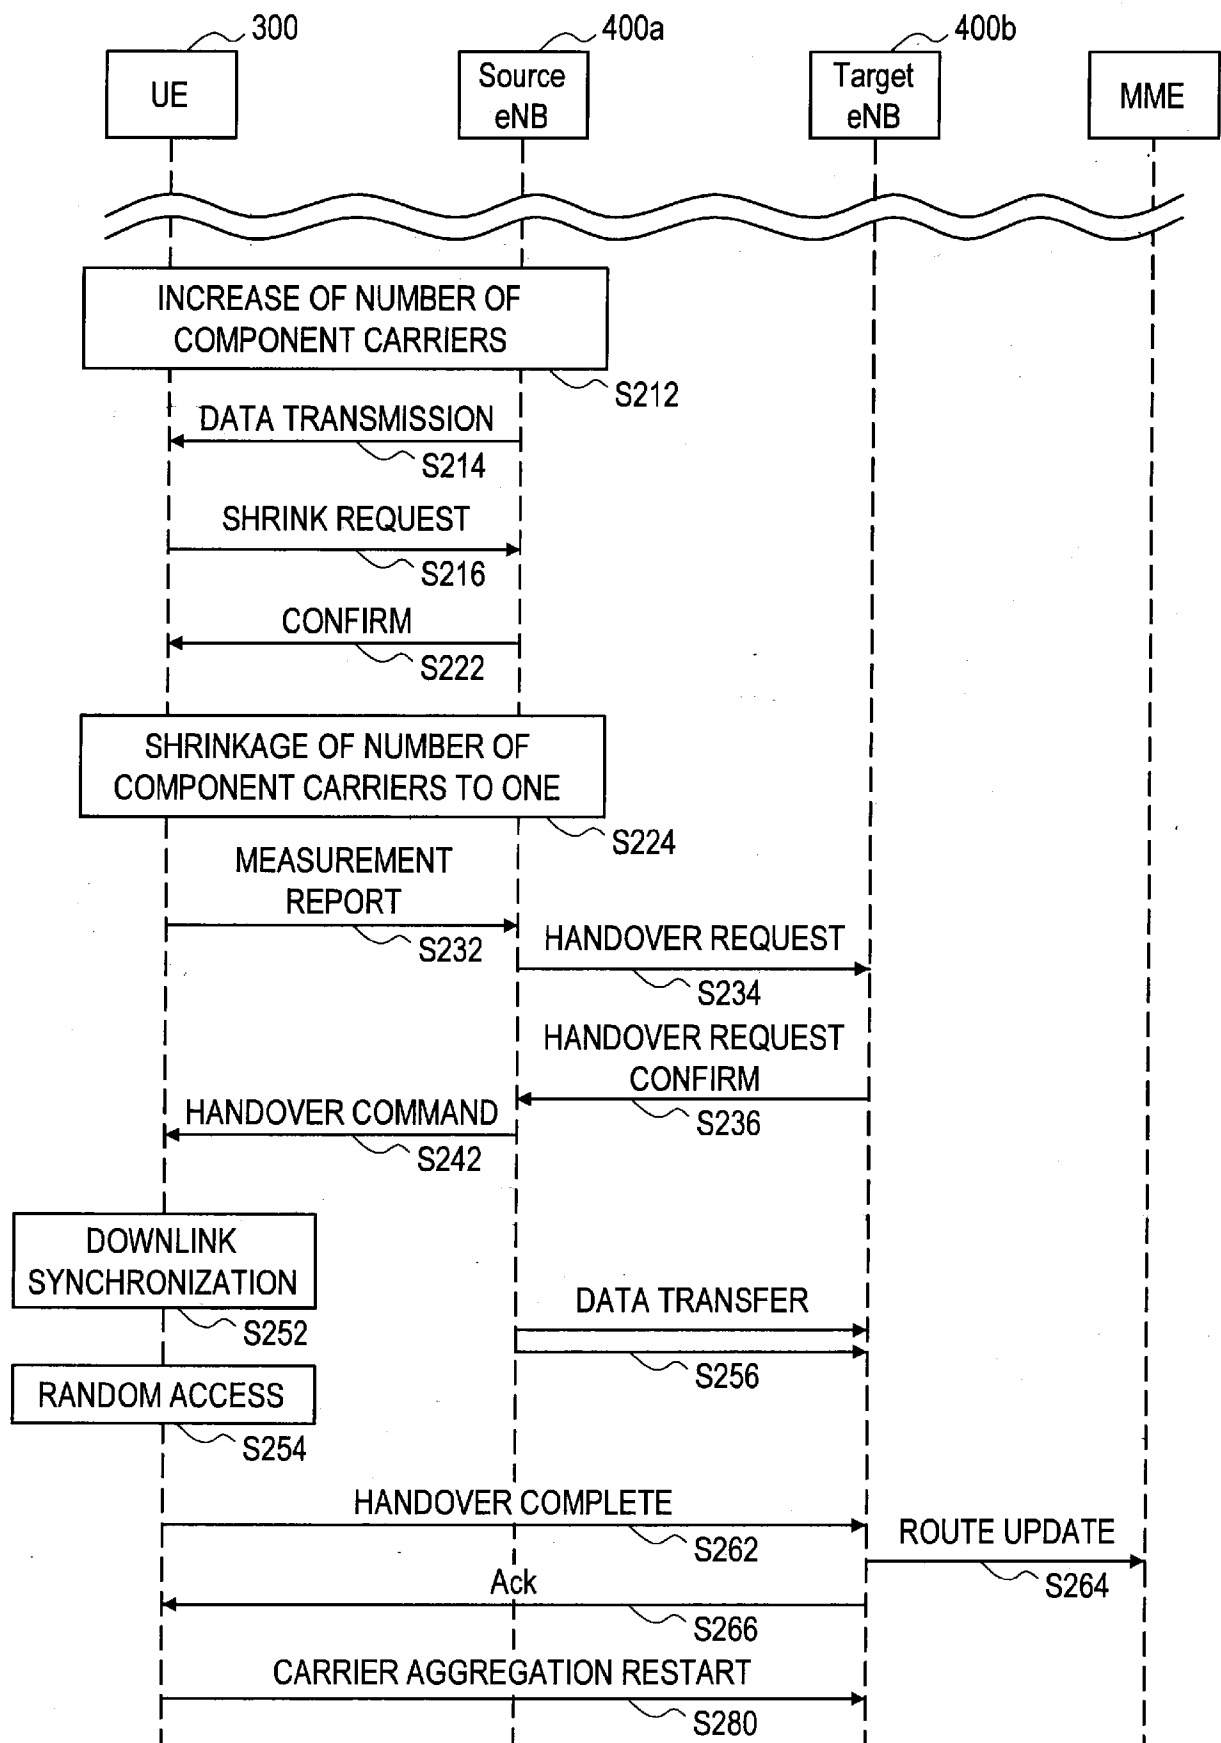 300
400a
400b
UE
Source
eNB
Target
eNB
MME
INCREASE OF NUMBER OF
COMPONENT CARRIERS
S212
DATA TRANSMISSION
S214
SHRINK REQUEST
S216
CONFIRM
S222
SHRINKAGE OF NUMBER OF
COMPONENT CARRIERS TO ONE
S224
MEASUREMENT
REPORT
S232
HANDOVER REQUEST
S234
HANDOVER REQUEST
CONFIRM
S236
HANDOVER COMMAND
S242
DOWNLINK
SYNCHRONIZATION
S252
DATA TRANSFER
S256
RANDOM ACCESS
S254
HANDOVER COMPLETE
S262
ROUTE UPDATE
S264
Ack
S266
CARRIER AGGREGATION RESTART
S280